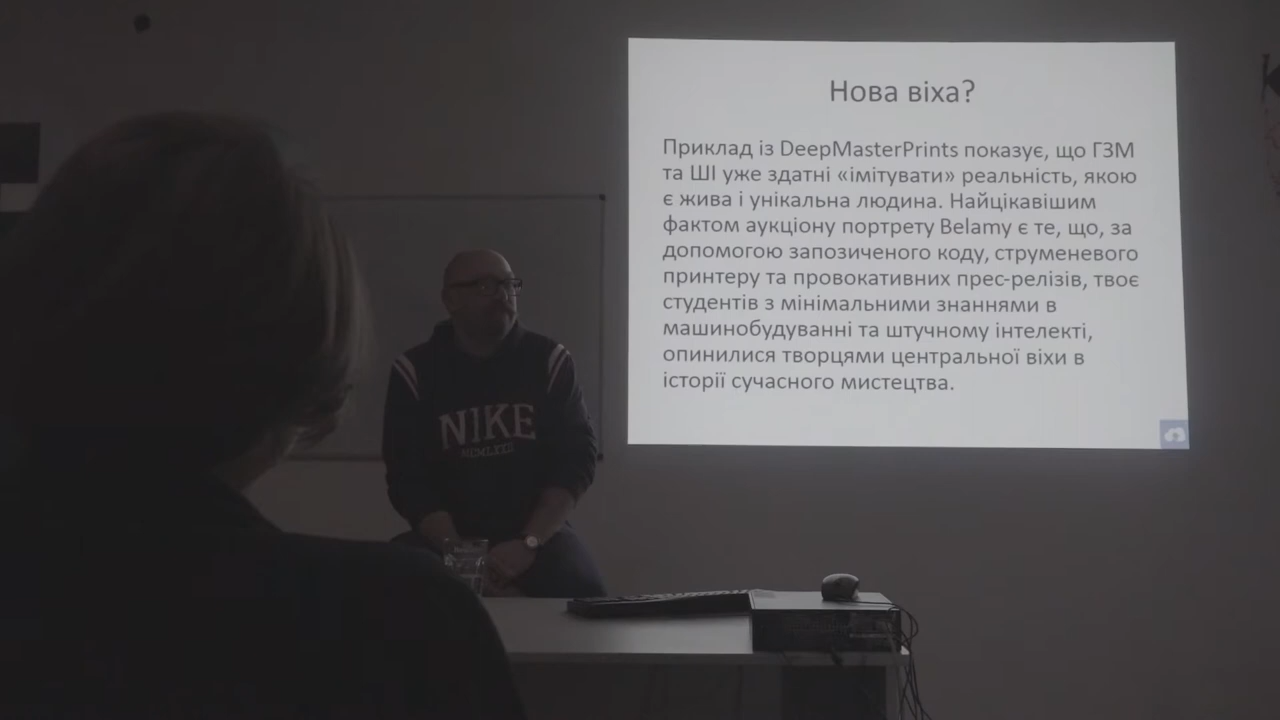 Нова віха?
Приклад із DeepMasterPrints показує, що ГЗМ
та ШІ уже здатні «імітувати» реальність, якою
є жива і унікальна людина. Найцікавішим
фактом аукціону портрету Belamy є те, що, за
допомогою запозиченого коду, струменевого
принтеру та провокативних прес-релізів, твоє
студентів з мінімальними знаннями в
машинобудуванні та штучному інтелекті,
опинилися творцями центральної віхи в
історії сучасного мистецтва.
NIKE